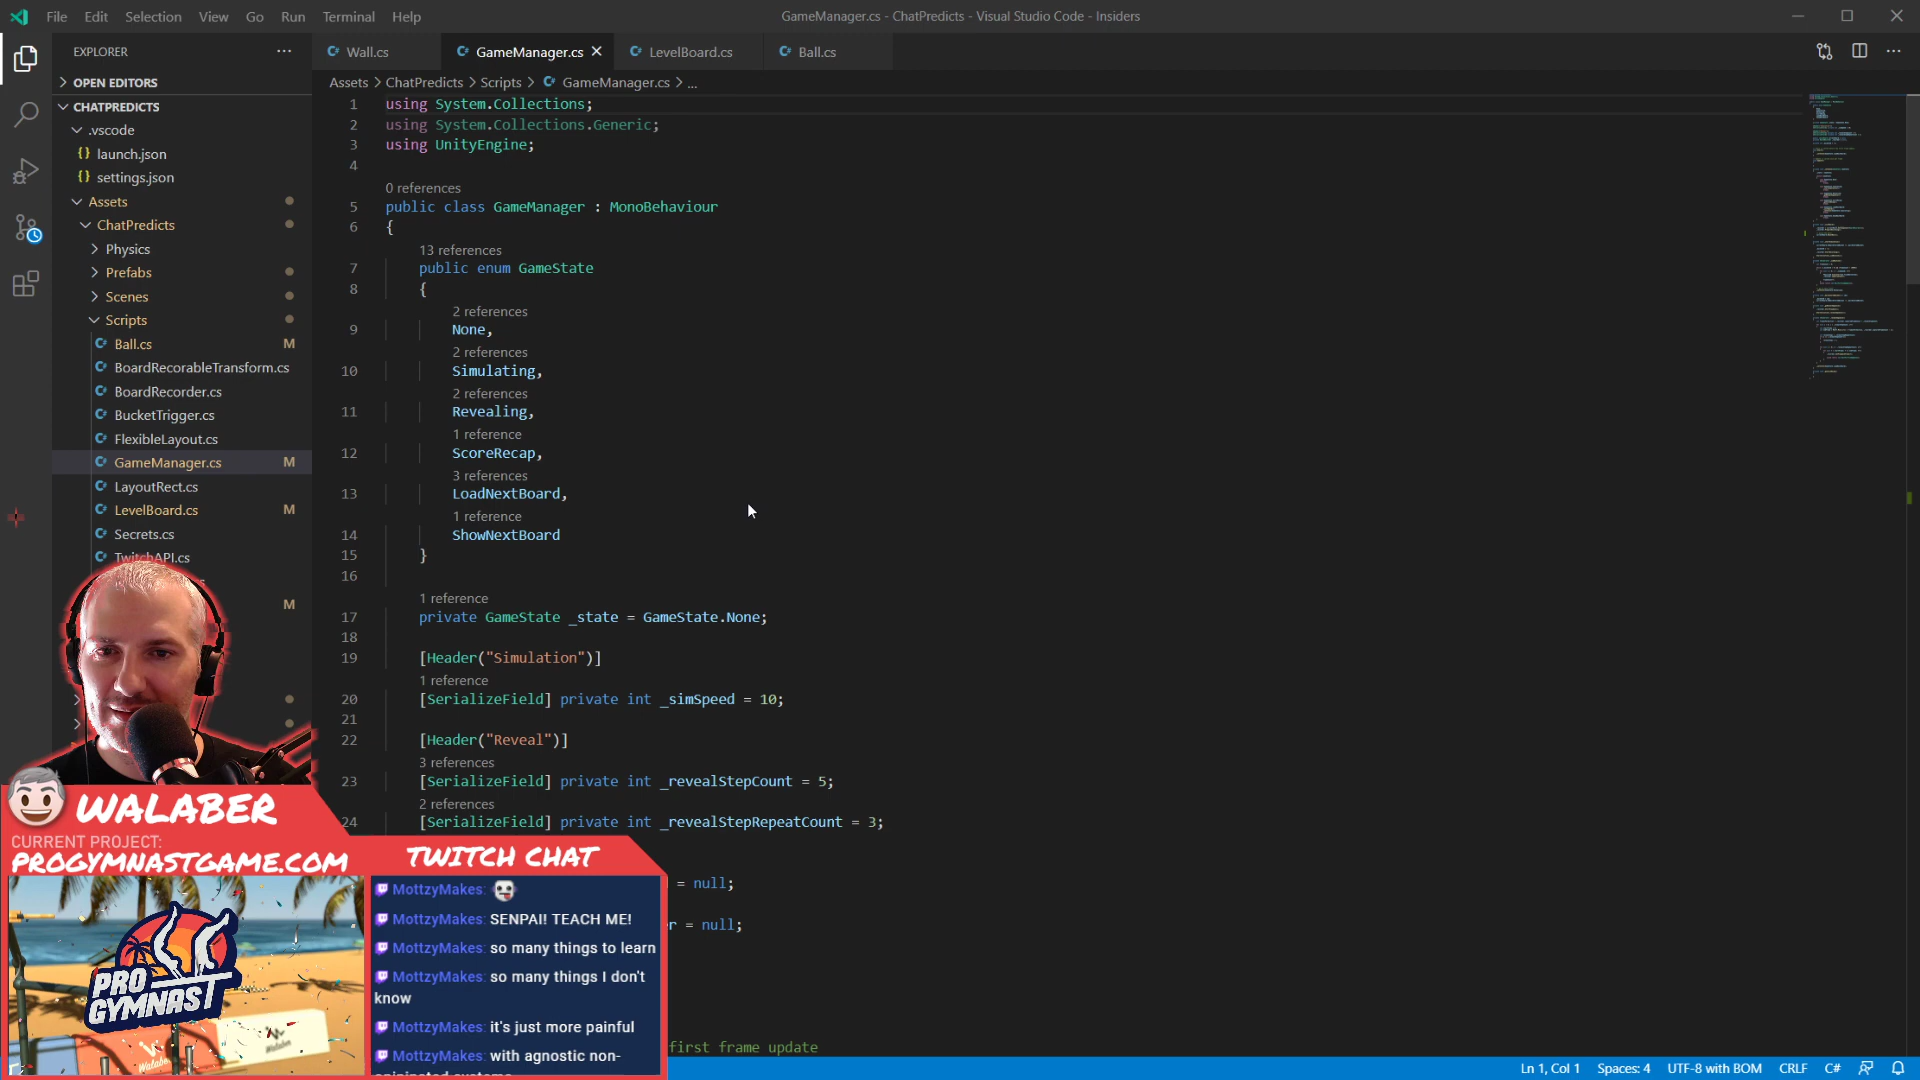 File Edit Selection View Go Run Terminal Help
GameManager.cs - ChatPredicts - Visual Studio Code - Insiders
EXPLORER ···
OPEN EDITORS
CHATPREDICTS
.vscode
{} launch.json
{} settings.json
Assets
ChatPredicts
Physics
Prefabs
Scenes
Scripts
Ball.cs M
BoardRecorableTransform.cs
BoardRecorder.cs
BucketTrigger.cs
FlexibleLayout.cs
GameManager.cs M
LayoutRect.cs
LevelBoard.cs M
Secrets.cs
TwitchAPI.cs
M
Wall.cs GameManager.cs LevelBoard.cs Ball.cs
Assets > ChatPredicts > Scripts > GameManager.cs > ...
1 using System.Collections;
2 using System.Collections.Generic;
3 using UnityEngine;
4
0 references
5 public class GameManager : MonoBehaviour
6 {
13 references
7 public enum GameState
8 {
2 references
9 None,
2 references
10 Simulating,
2 references
11 Revealing,
1 reference
12 ScoreRecap,
3 references
13 LoadNextBoard,
1 reference
14 ShowNextBoard
15 }
16
1 reference
17 private GameState _state = GameState.None;
18
19 [Header("Simulation")]
1 reference
20 [SerializeField] private int _simSpeed = 10;
21
22 [Header("Reveal")]
3 references
23 [SerializeField] private int _revealStepCount = 5;
2 references
24 [SerializeField] private int _revealStepRepeatCount = 3;
= null;
r = null;
first frame update
WALABER
CURRENT PROJECT:
PROGYMNASTGAME.COM
PRO
GYMNAST
Walaber
Walaber
TWITCH CHAT
MottzyMakes:
MottzyMakes: SENPAI! TEACH ME!
MottzyMakes: so many things to learn
MottzyMakes: so many things I don't
know
MottzyMakes: it's just more painful
MottzyMakes: with agnostic non-
Ln 1, Col 1 Spaces: 4 UTF-8 with BOM CRLF C#